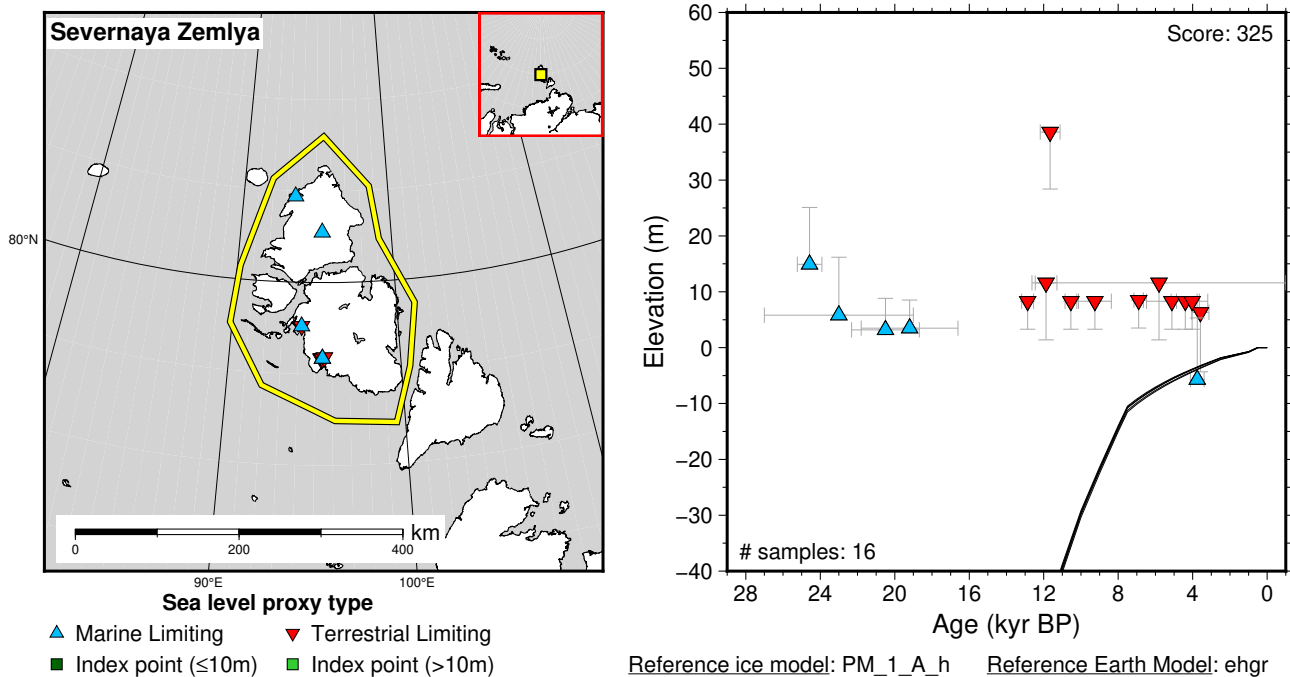 Severnaya Zemlya
80°N
km
0 200 400
90°E 100°E
Sea level proxy type
Marine Limiting Terrestrial Limiting
Index point (≤10m) Index point (>10m)
Score: 325
60
50
40
30
20
10
0
−10
−20
−30
−40
Elevation (m)
# samples: 16
28 24 20 16 12 8 4 0
Age (kyr BP)
Reference ice model: PM_1_A_h Reference Earth Model: ehgr